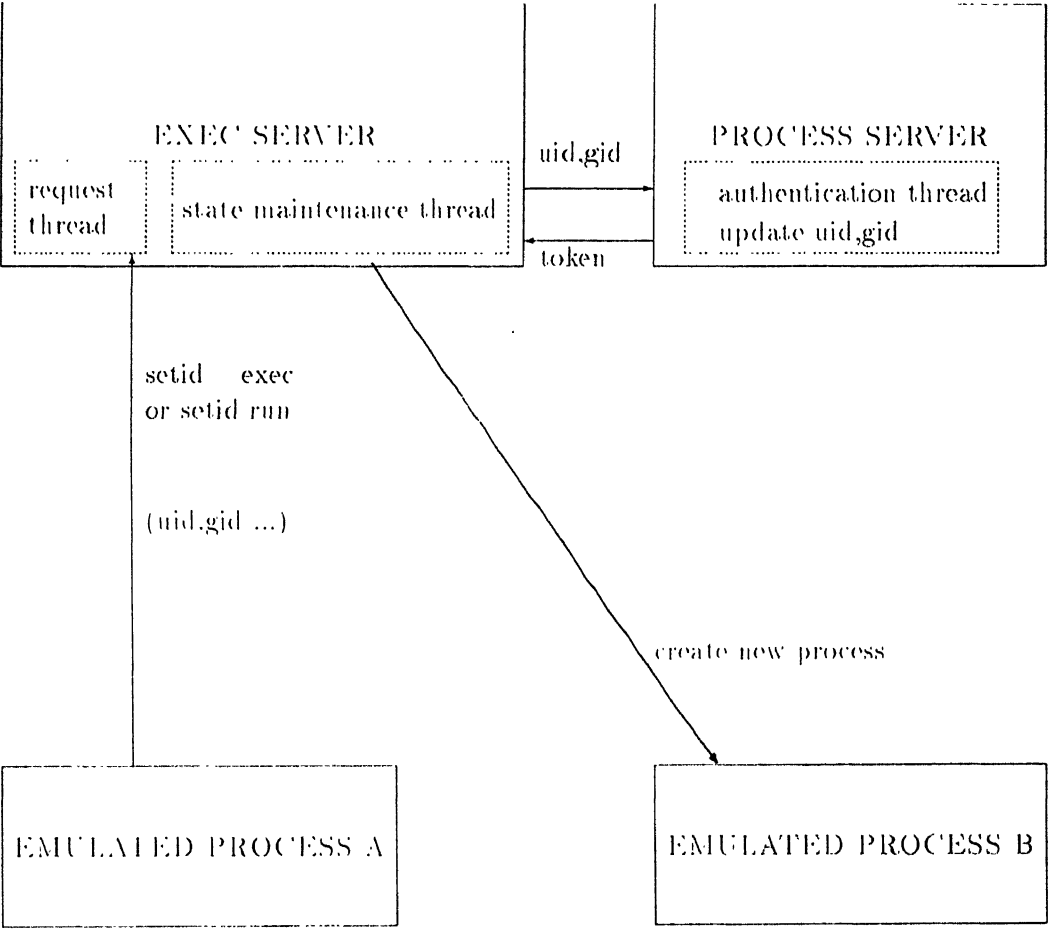 EXEC SERVER
request
thread
state maintenance thread
uid,gid
token
PROCESS SERVER
authentication thread
update uid,gid
setid exec
or setid run
(uid,gid ...)
create new process
EMULATED PROCESS A
EMULATED PROCESS B